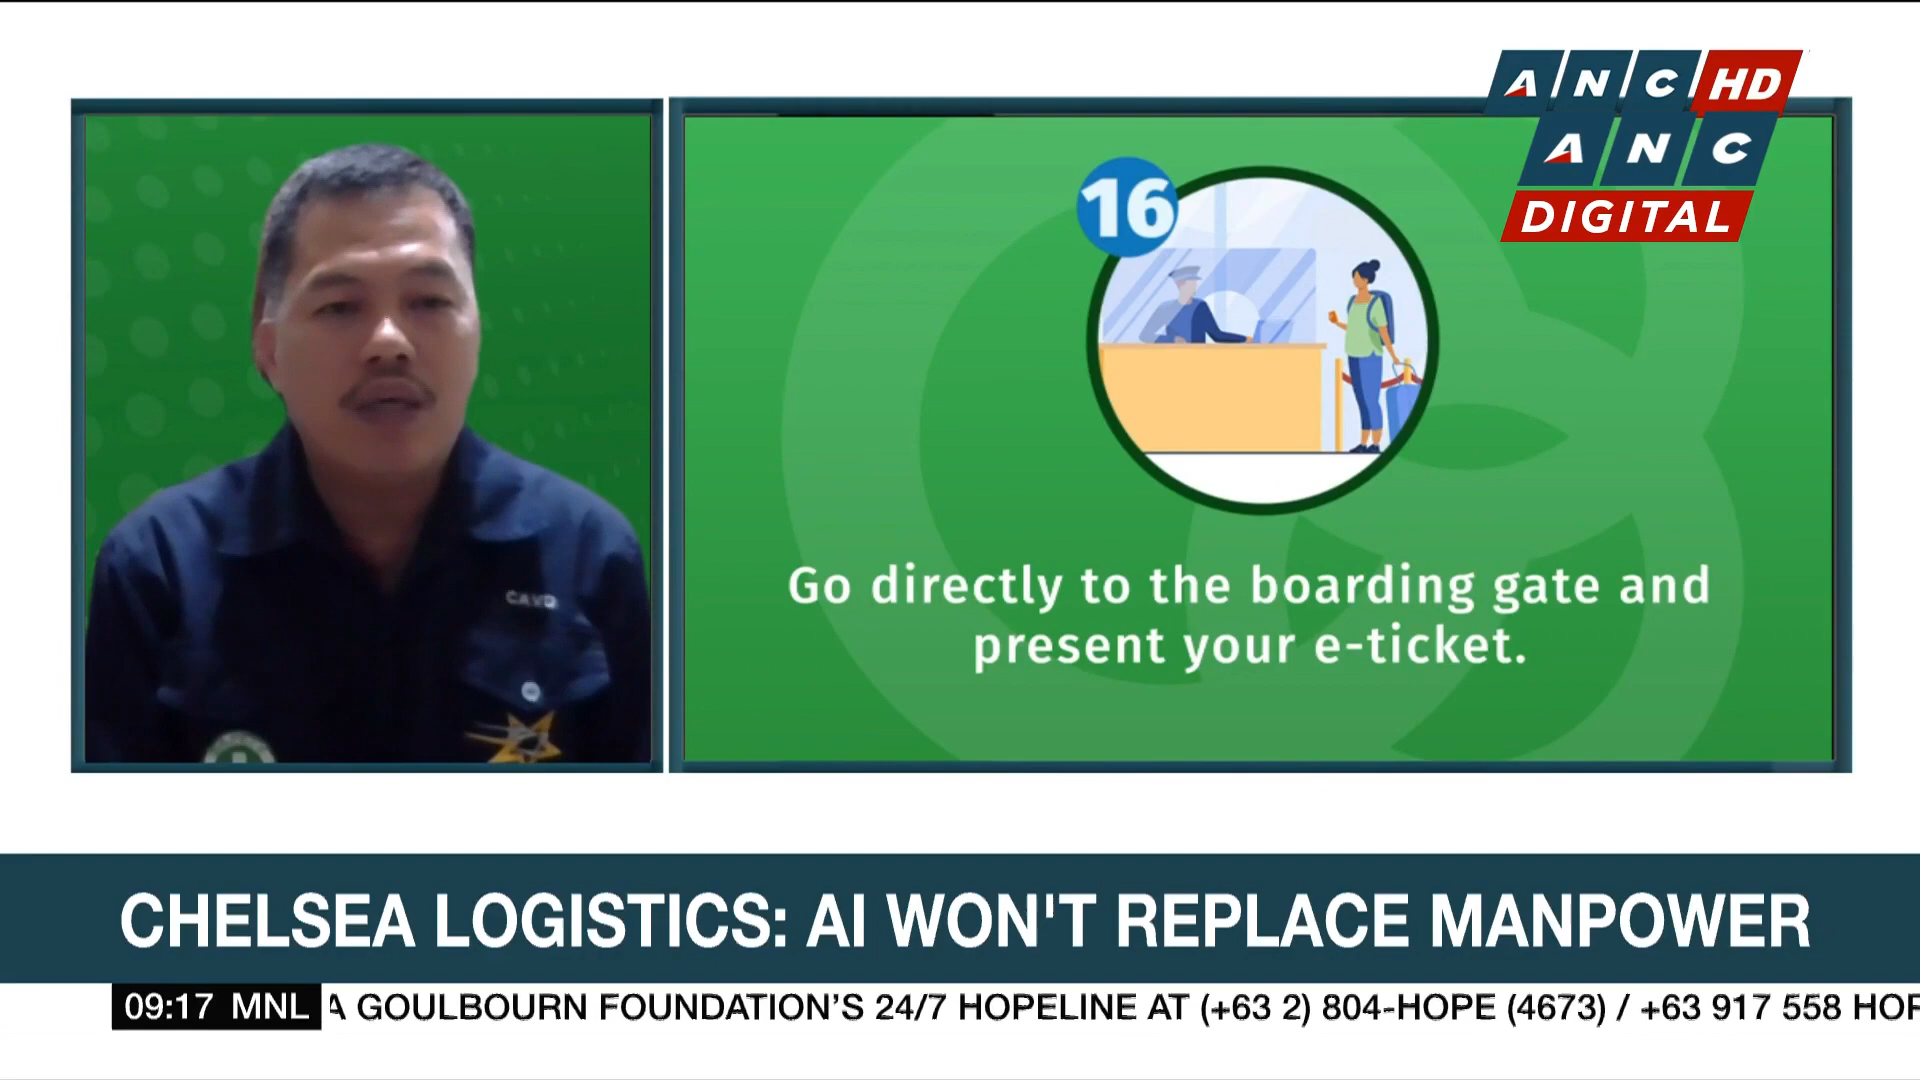 ANC HD
ANC
DIGITAL
16
Go directly to the boarding gate and
present your e-ticket.
CHELSEA LOGISTICS: AI WON'T REPLACE MANPOWER
09:17 MNL
A GOULBOURN FOUNDATION'S 24/7 HOPELINE AT (+63 2) 804-HOPE (4673) / +63 917 558